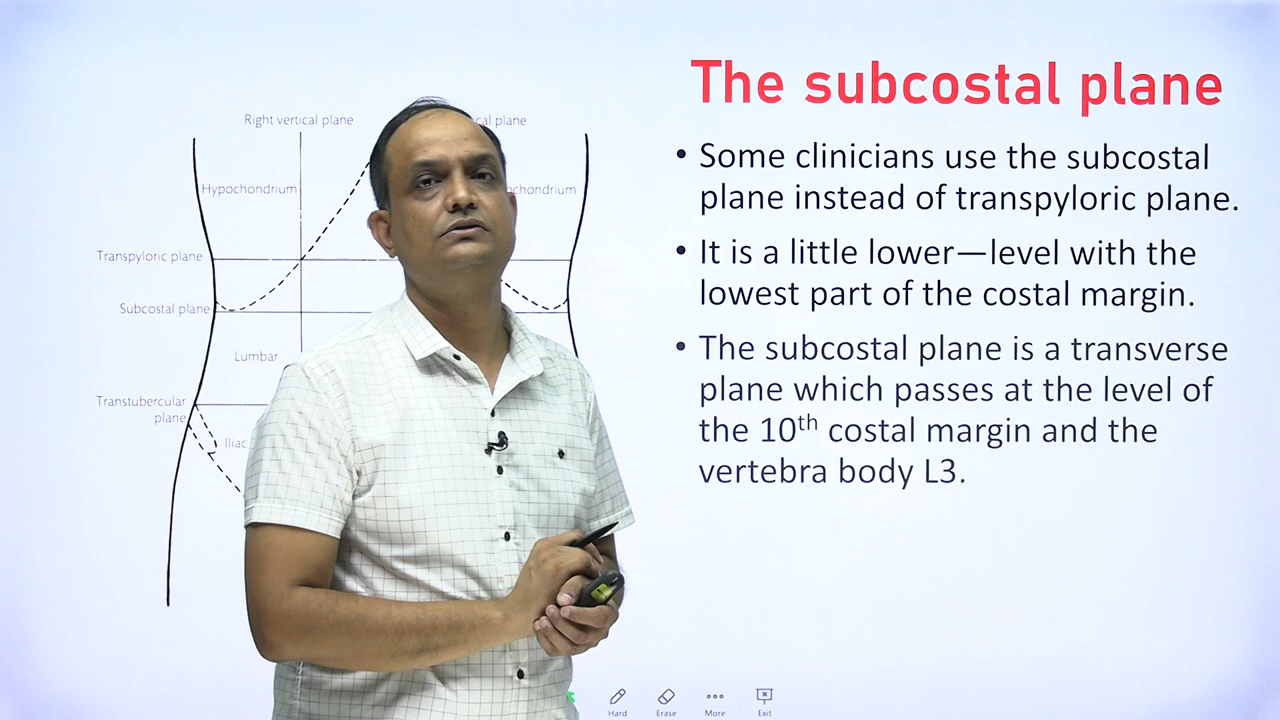 The subcostal plane
• Some clinicians use the subcostal
plane instead of transpyloric plane.
• It is a little lower—level with the
lowest part of the costal margin.
• The subcostal plane is a transverse
plane which passes at the level of
the 10th costal margin and the
vertebra body L3.
Right vertical plane
plane
Hypochondrium
Transpyloric plane
Subcostal plane
Lumbar
Transtubercular
plane
Iliac
Hard
Erase
More
Exit